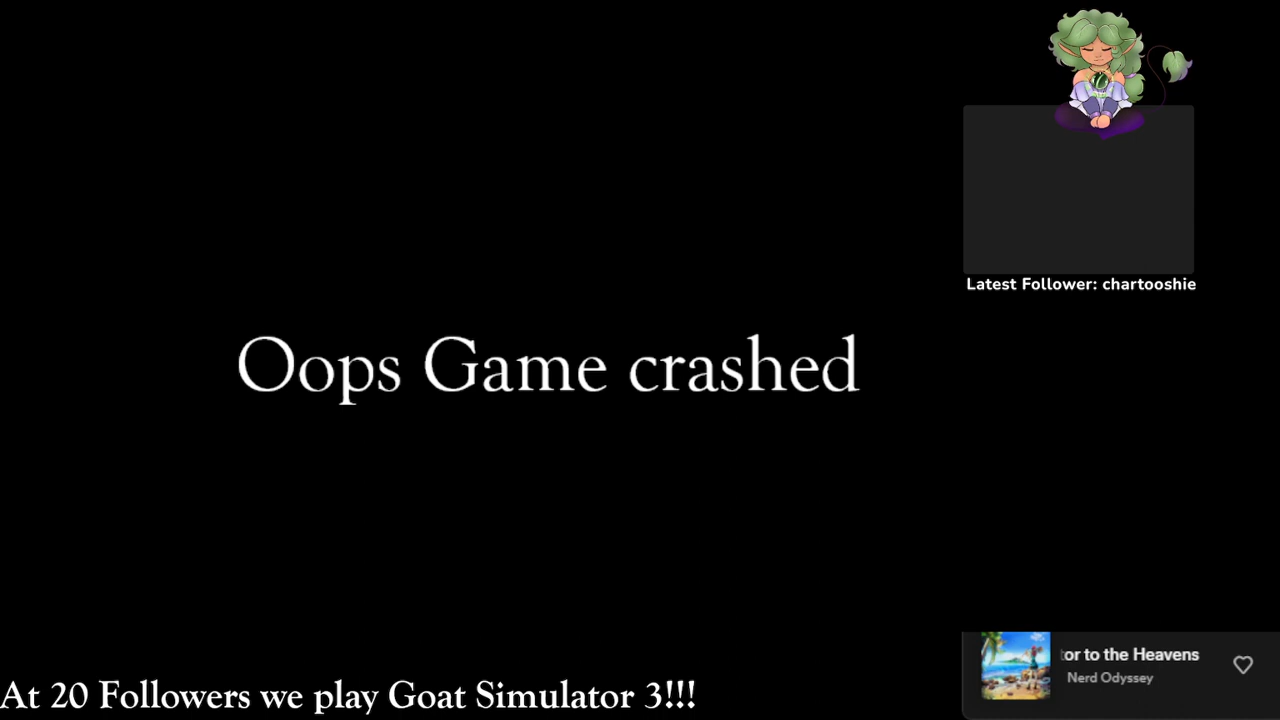 Latest Follower: chartooshie
Oops Game crashed
or to the Heavens
Nerd Odyssey
At 20 Followers we play Goat Simulator 3!!!